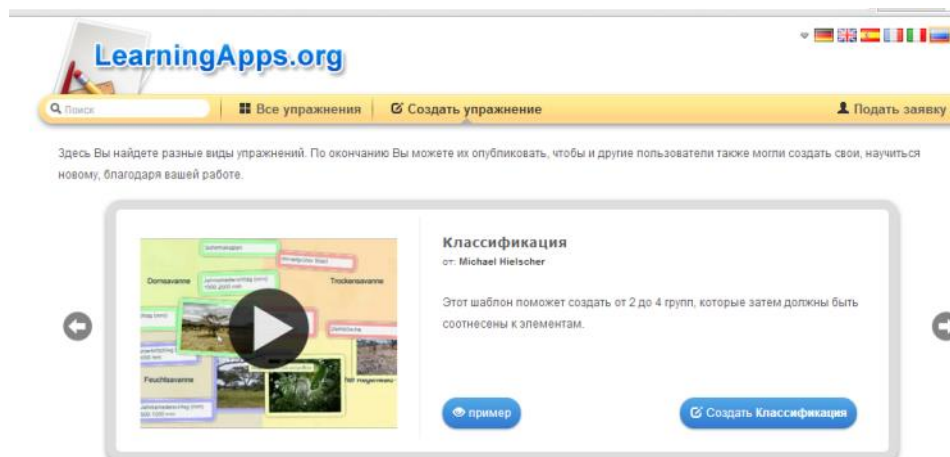 LearningApps.org
Поиск
Все упражнения
Создать упражнение
Подать заявку
Здесь Вы найдете разные виды упражнений. По окончанию Вы можете их опубликовать, чтобы и другие пользователи также могли создать свои, научиться
новому, благодаря вашей работе.
Классификация
от: Michael Hielscher
Этот шаблон поможет создать от 2 до 4 групп, которые затем должны быть
соотнесены к элементам.
Dornsavanne
Trockensavanne
Feuchtsavanne
пример
Создать Классификация